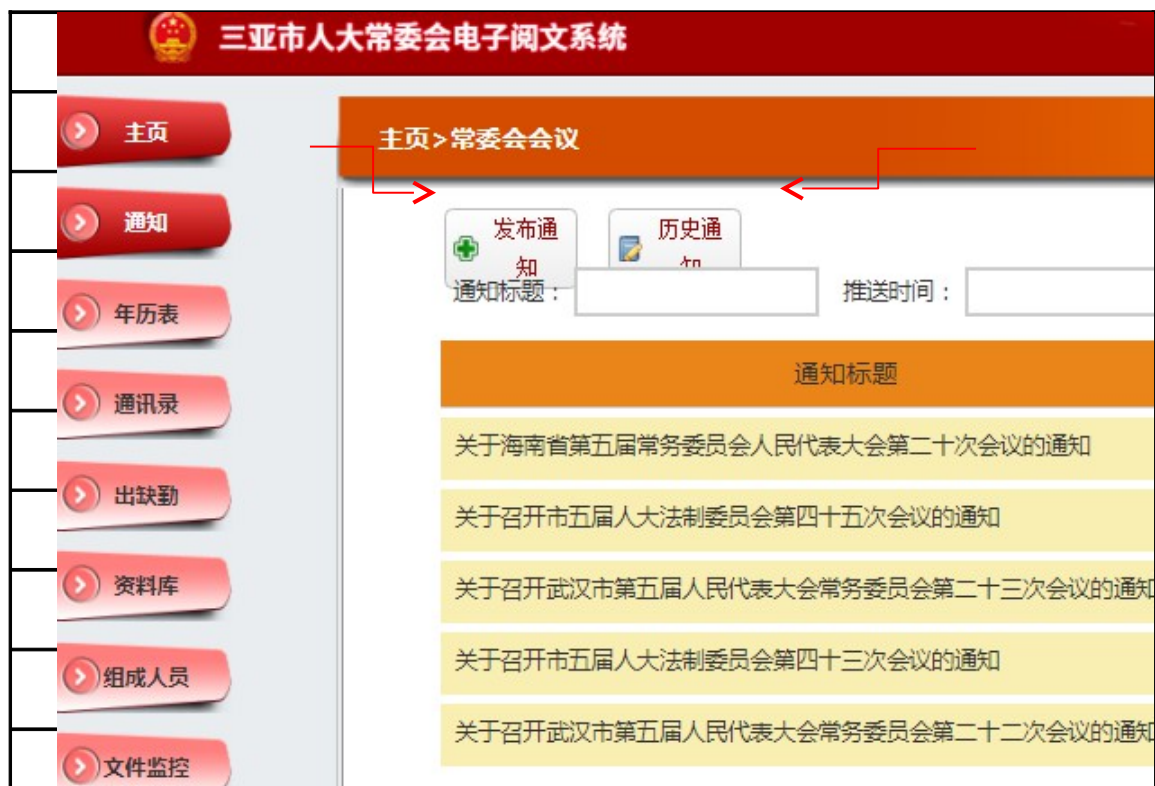 三亚市人大常委会电子阅文系统
主页
主页>常委会会议
通知
发布通
知
历史通
知
通知标题：
推送时间：
年历表
通知标题
通讯录
关于海南省第五届常务委员会人民代表大会第二十次会议的通知
出缺勤
关于召开市五届人大法制委员会第四十五次会议的通知
资料库
关于召开武汉市第五届人民代表大会常务委员会第二十三次会议的通知
组成人员
关于召开市五届人大法制委员会第四十三次会议的通知
关于召开武汉市第五届人民代表大会常务委员会第二十二次会议的通知
文件监控